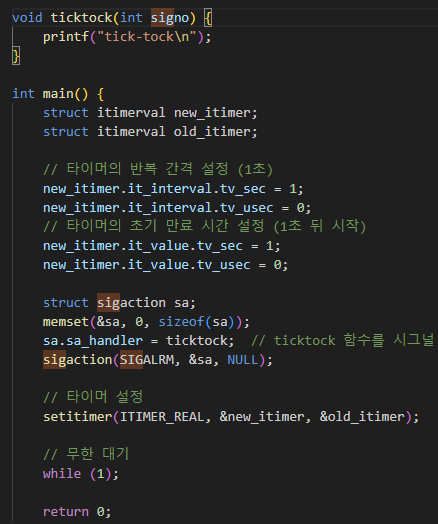 void ticktock(int signo) {
    printf("tick-tock\n");
}

int main() {
    struct itimerval new_itimer;
    struct itimerval old_itimer;

    // 타이머의 반복 간격 설정 (1초)
    new_itimer.it_interval.tv_sec = 1;
    new_itimer.it_interval.tv_usec = 0;
    // 타이머의 초기 만료 시간 설정 (1초 뒤 시작)
    new_itimer.it_value.tv_sec = 1;
    new_itimer.it_value.tv_usec = 0;

    struct sigaction sa;
    memset(&sa, 0, sizeof(sa));
    sa.sa_handler = ticktock;  // ticktock 함수를 시그널
    sigaction(SIGALRM, &sa, NULL);

    // 타이머 설정
    setitimer(ITIMER_REAL, &new_itimer, &old_itimer);

    // 무한 대기
    while (1);

    return 0;